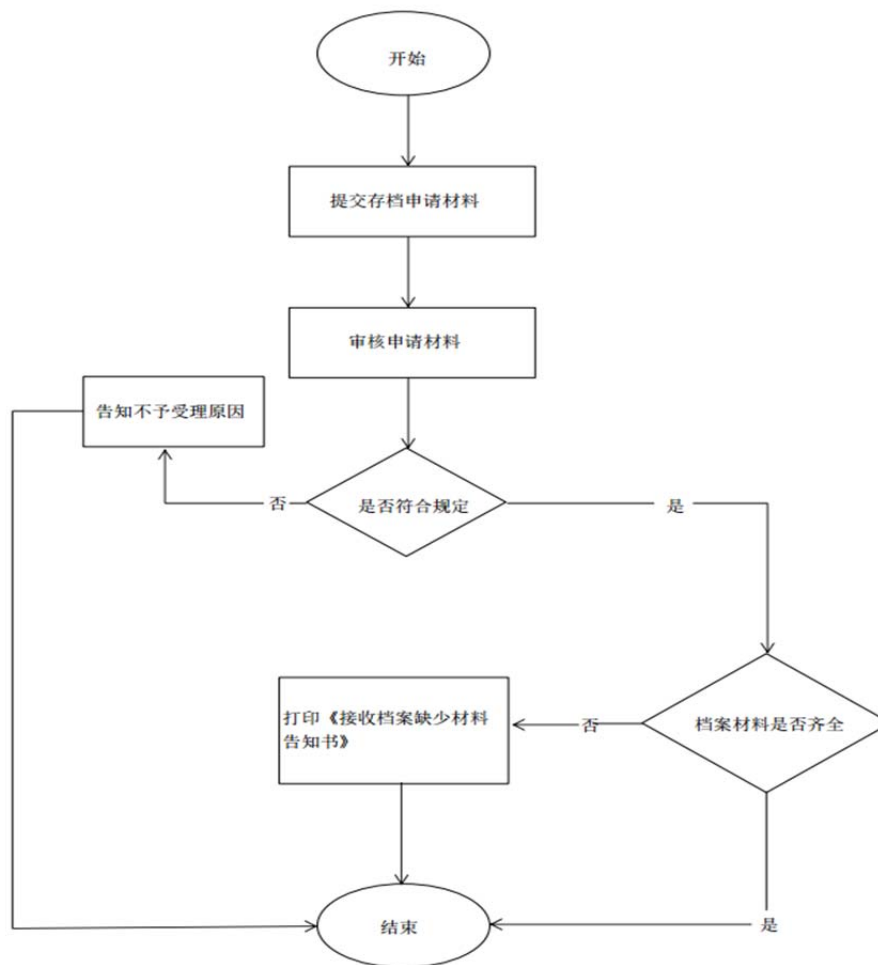 开始
提交存档申请材料
审核申请材料
告知不予受理原因
否
是否符合规定
是
打印《接收档案缺少材料
告知书》
否
档案材料是否齐全
结束
是